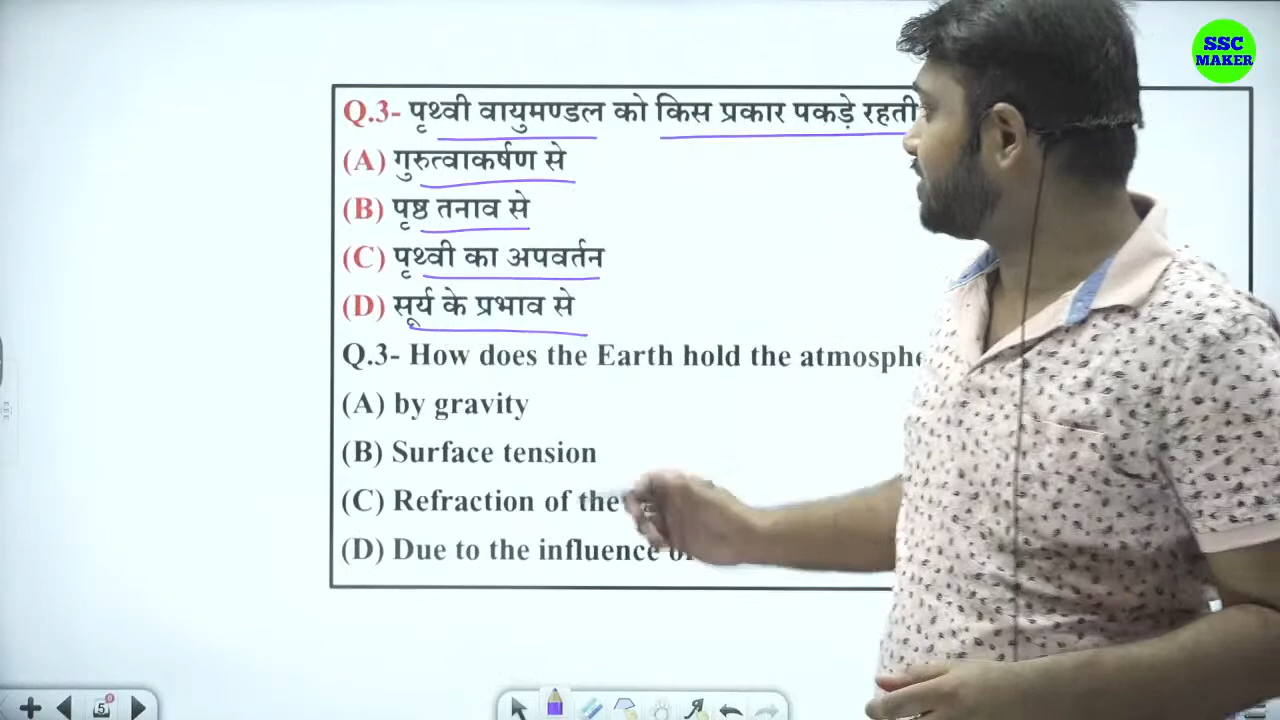 SSC
MAKER
Q.3- पृथ्वी वायुमण्डल को किस प्रकार पकड़े रहती
(A) गुरुत्वाकर्षण से
(B) पृष्ठ तनाव से
(C) पृथ्वी का अपवर्तन
(D) सूर्य के प्रभाव से
Q.3- How does the Earth hold the
(A) by gravity
(B) Surface tension
(C) Refraction of the
(D) Due to the influence
5